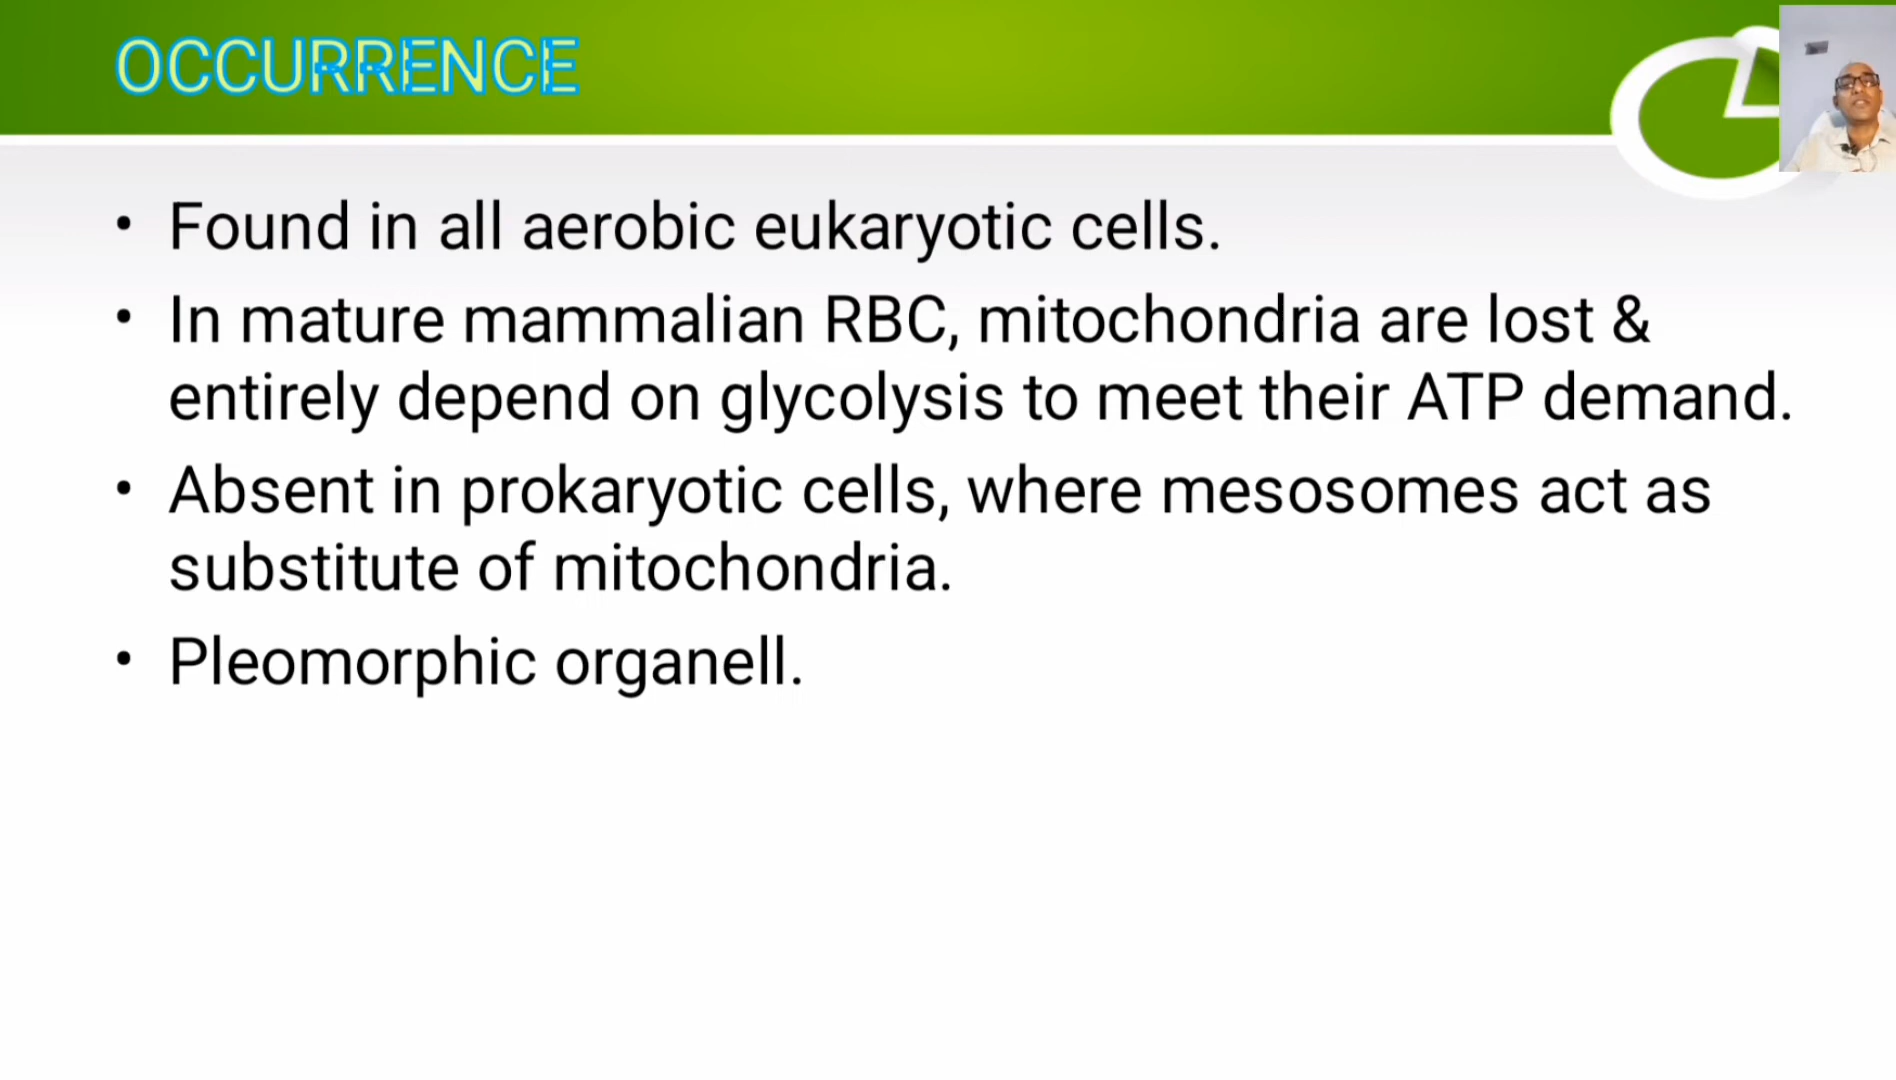 OCCURRENCE
• Found in all aerobic eukaryotic cells.
• In mature mammalian RBC, mitochondria are lost &
entirely depend on glycolysis to meet their ATP demand.
• Absent in prokaryotic cells, where mesosomes act as
substitute of mitochondria.
• Pleomorphic organell.